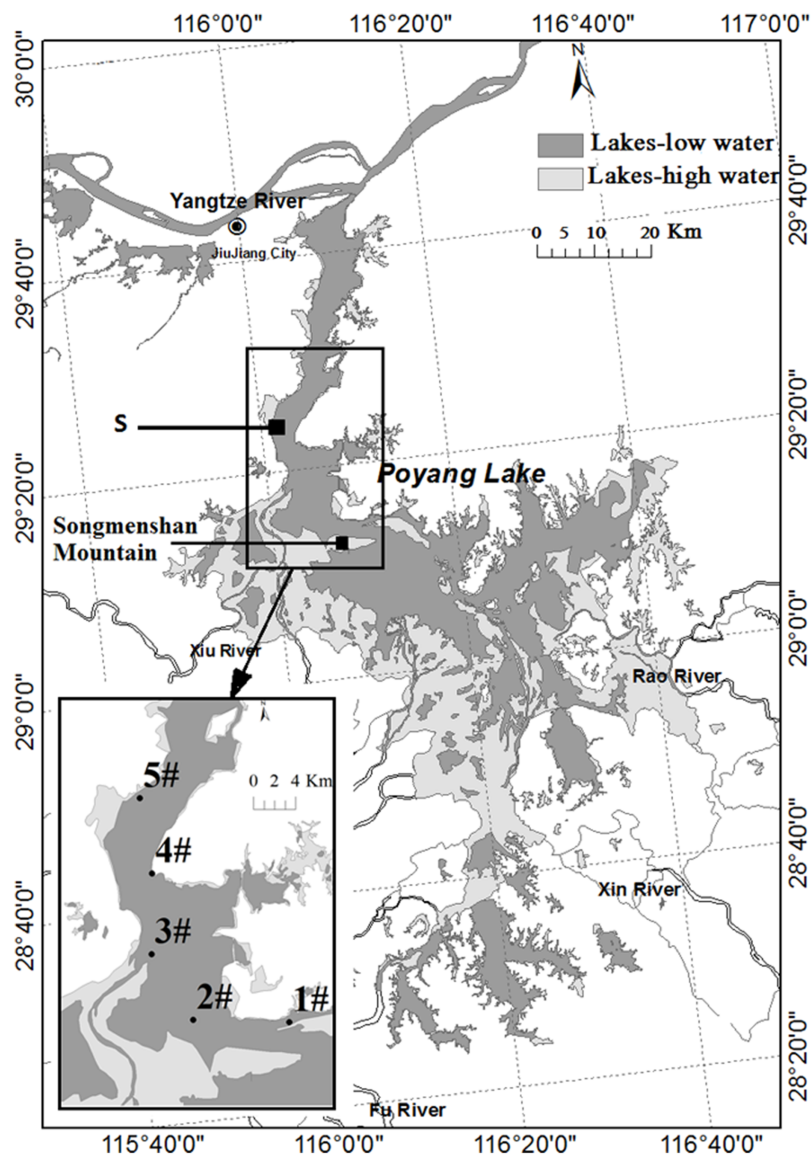 116°0'0" 116°20'0" 116°40'0" 117°0'0"
30°0'0"
N
Lakes-low water
Lakes-high water
0 5 10 20 Km
29°40'0"
Yangtze River
JiuJiang City
29°40'0"
S
29°20'0"
Poyang Lake
29°20'0"
Songmenshan
Mountain
29°0'0"
Xiu River
Rao River
29°0'0"
0 2 4 Km
5#
4#
3#
2#
1#
28°40'0"
Xin River
28°40'0"
28°20'0"
Fu River
115°40'0" 116°0'0" 116°20'0" 116°40'0"